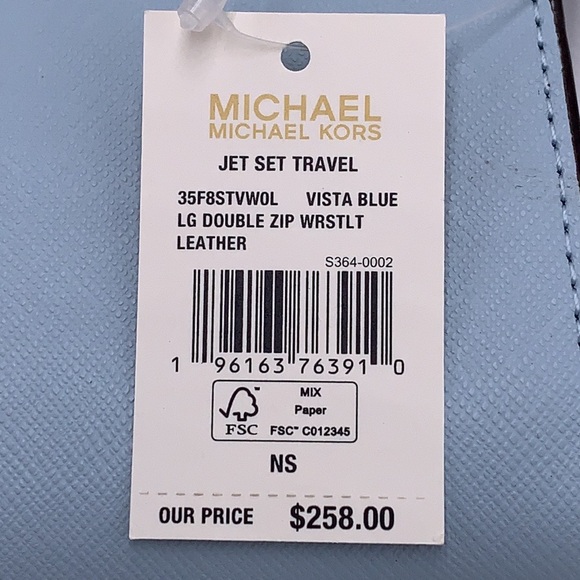 MICHAEL
MICHAEL KORS
JET SET TRAVEL
35F8STVW0L VISTA BLUE
LG DOUBLE ZIP WRSTLT
LEATHER
S364-0002
1 96163 76391 0
MIX
Paper
FSC™ FSC™ C012345
NS
OUR PRICE $258.00